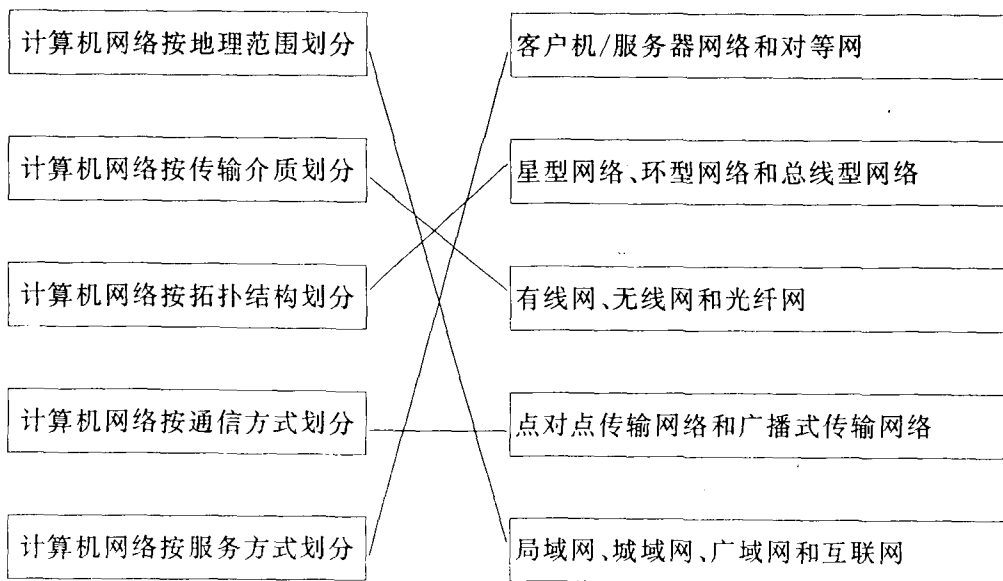 计算机网络按地理范围划分
客户机/服务器网络和对等网
计算机网络按传输介质划分
星型网络、环型网络和总线型网络
计算机网络按拓扑结构划分
有线网、无线网和光纤网
计算机网络按通信方式划分
点对点传输网络和广播式传输网络
计算机网络按服务方式划分
局域网、城域网、广域网和互联网